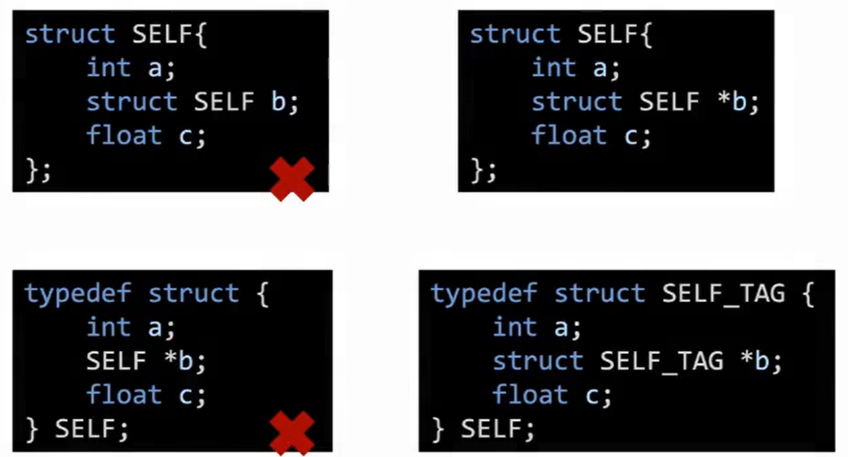 struct SELF{
    int a;
    struct SELF b;
    float c;
};
struct SELF{
    int a;
    struct SELF *b;
    float c;
};
typedef struct {
    int a;
    SELF *b;
    float c;
} SELF;
typedef struct SELF_TAG {
    int a;
    struct SELF_TAG *b;
    float c;
} SELF;